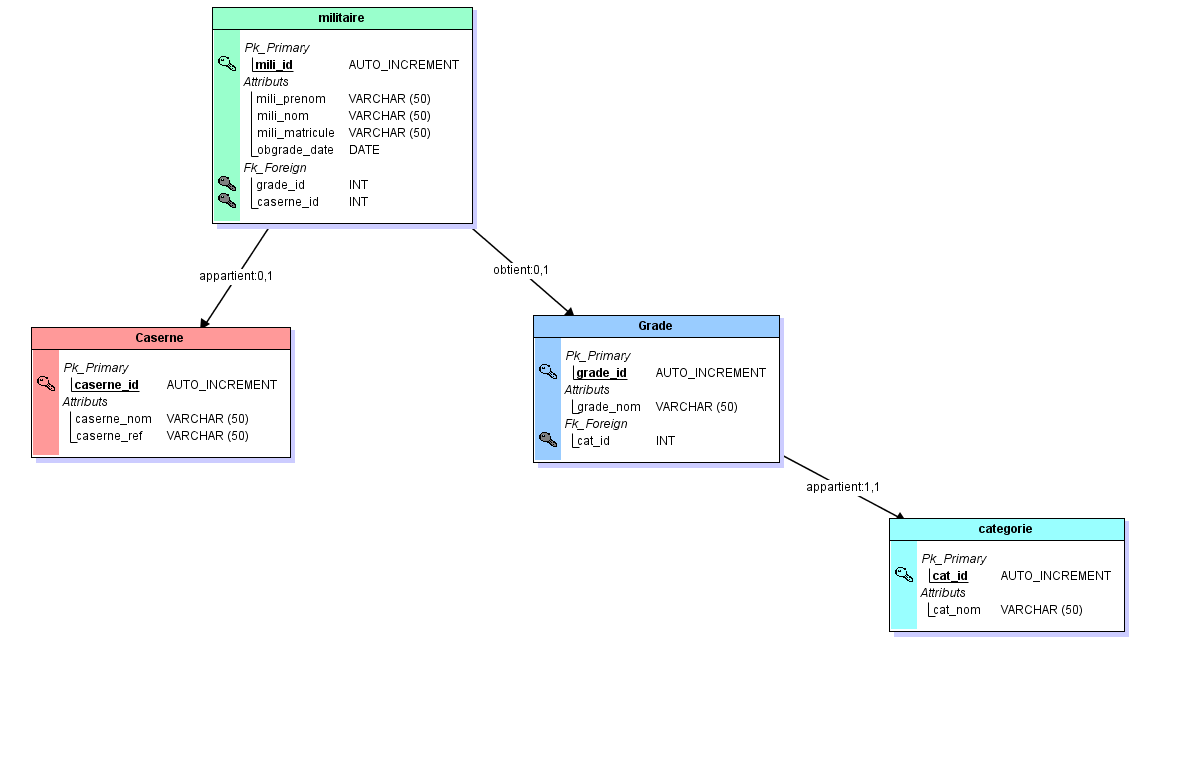 militaire
Pk_Primary
mili_id AUTO_INCREMENT
Attributs
mili_prenom VARCHAR (50)
mili_nom VARCHAR (50)
mili_matricule VARCHAR (50)
obgrade_date DATE
Fk_Foreign
grade_id INT
caserne_id INT
appartient:0,1
obtient:0,1
Caserne
Pk_Primary
caserne_id AUTO_INCREMENT
Attributs
caserne_nom VARCHAR (50)
caserne_ref VARCHAR (50)
Grade
Pk_Primary
grade_id AUTO_INCREMENT
Attributs
grade_nom VARCHAR (50)
Fk_Foreign
cat_id INT
appartient:1,1
categorie
Pk_Primary
cat_id AUTO_INCREMENT
Attributs
cat_nom VARCHAR (50)